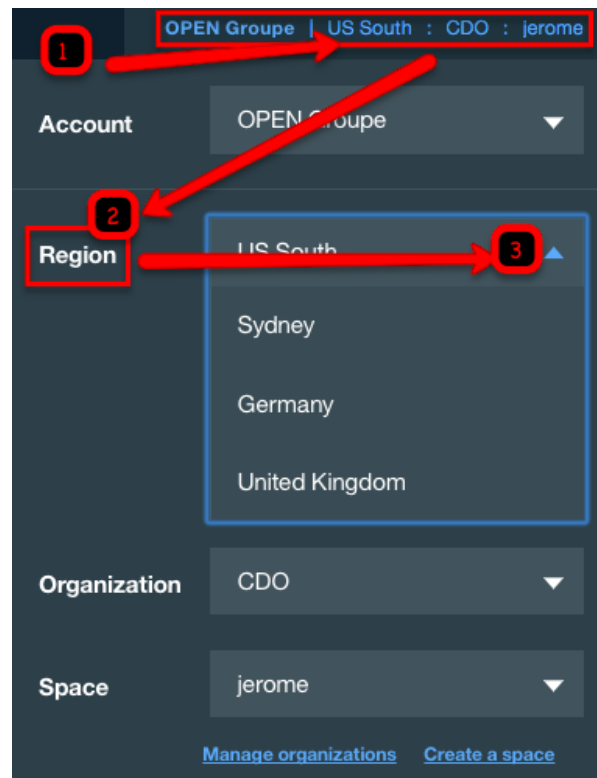 OPEN Groupe | US South : CDO : jerome
1
Account OPEN Groupe
2
Region US South 3
Sydney
Germany
United Kingdom
Organization CDO
Space jerome
Manage organizations Create a space